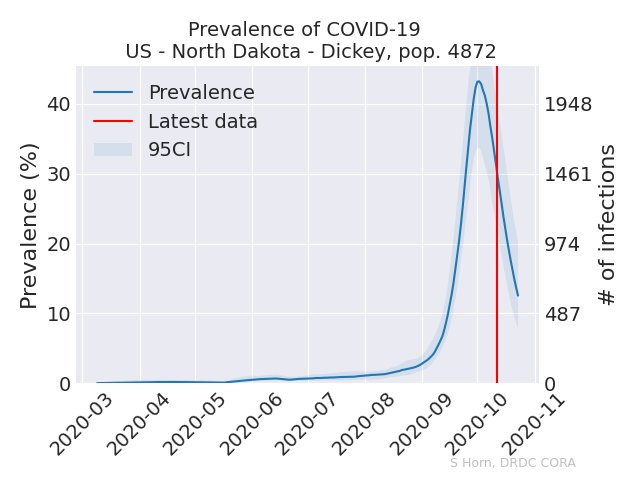 Prevalence of COVID-19
US - North Dakota - Dickey, pop. 4872
Prevalence
Latest data
95CI
Prevalence (%)
40
30
20
10
0
1948
1461
974
487
0
# of infections
2020-03
2020-04
2020-05
2020-06
2020-07
2020-08
2020-09
2020-10
2020-11
S Horn, DRDC CORA